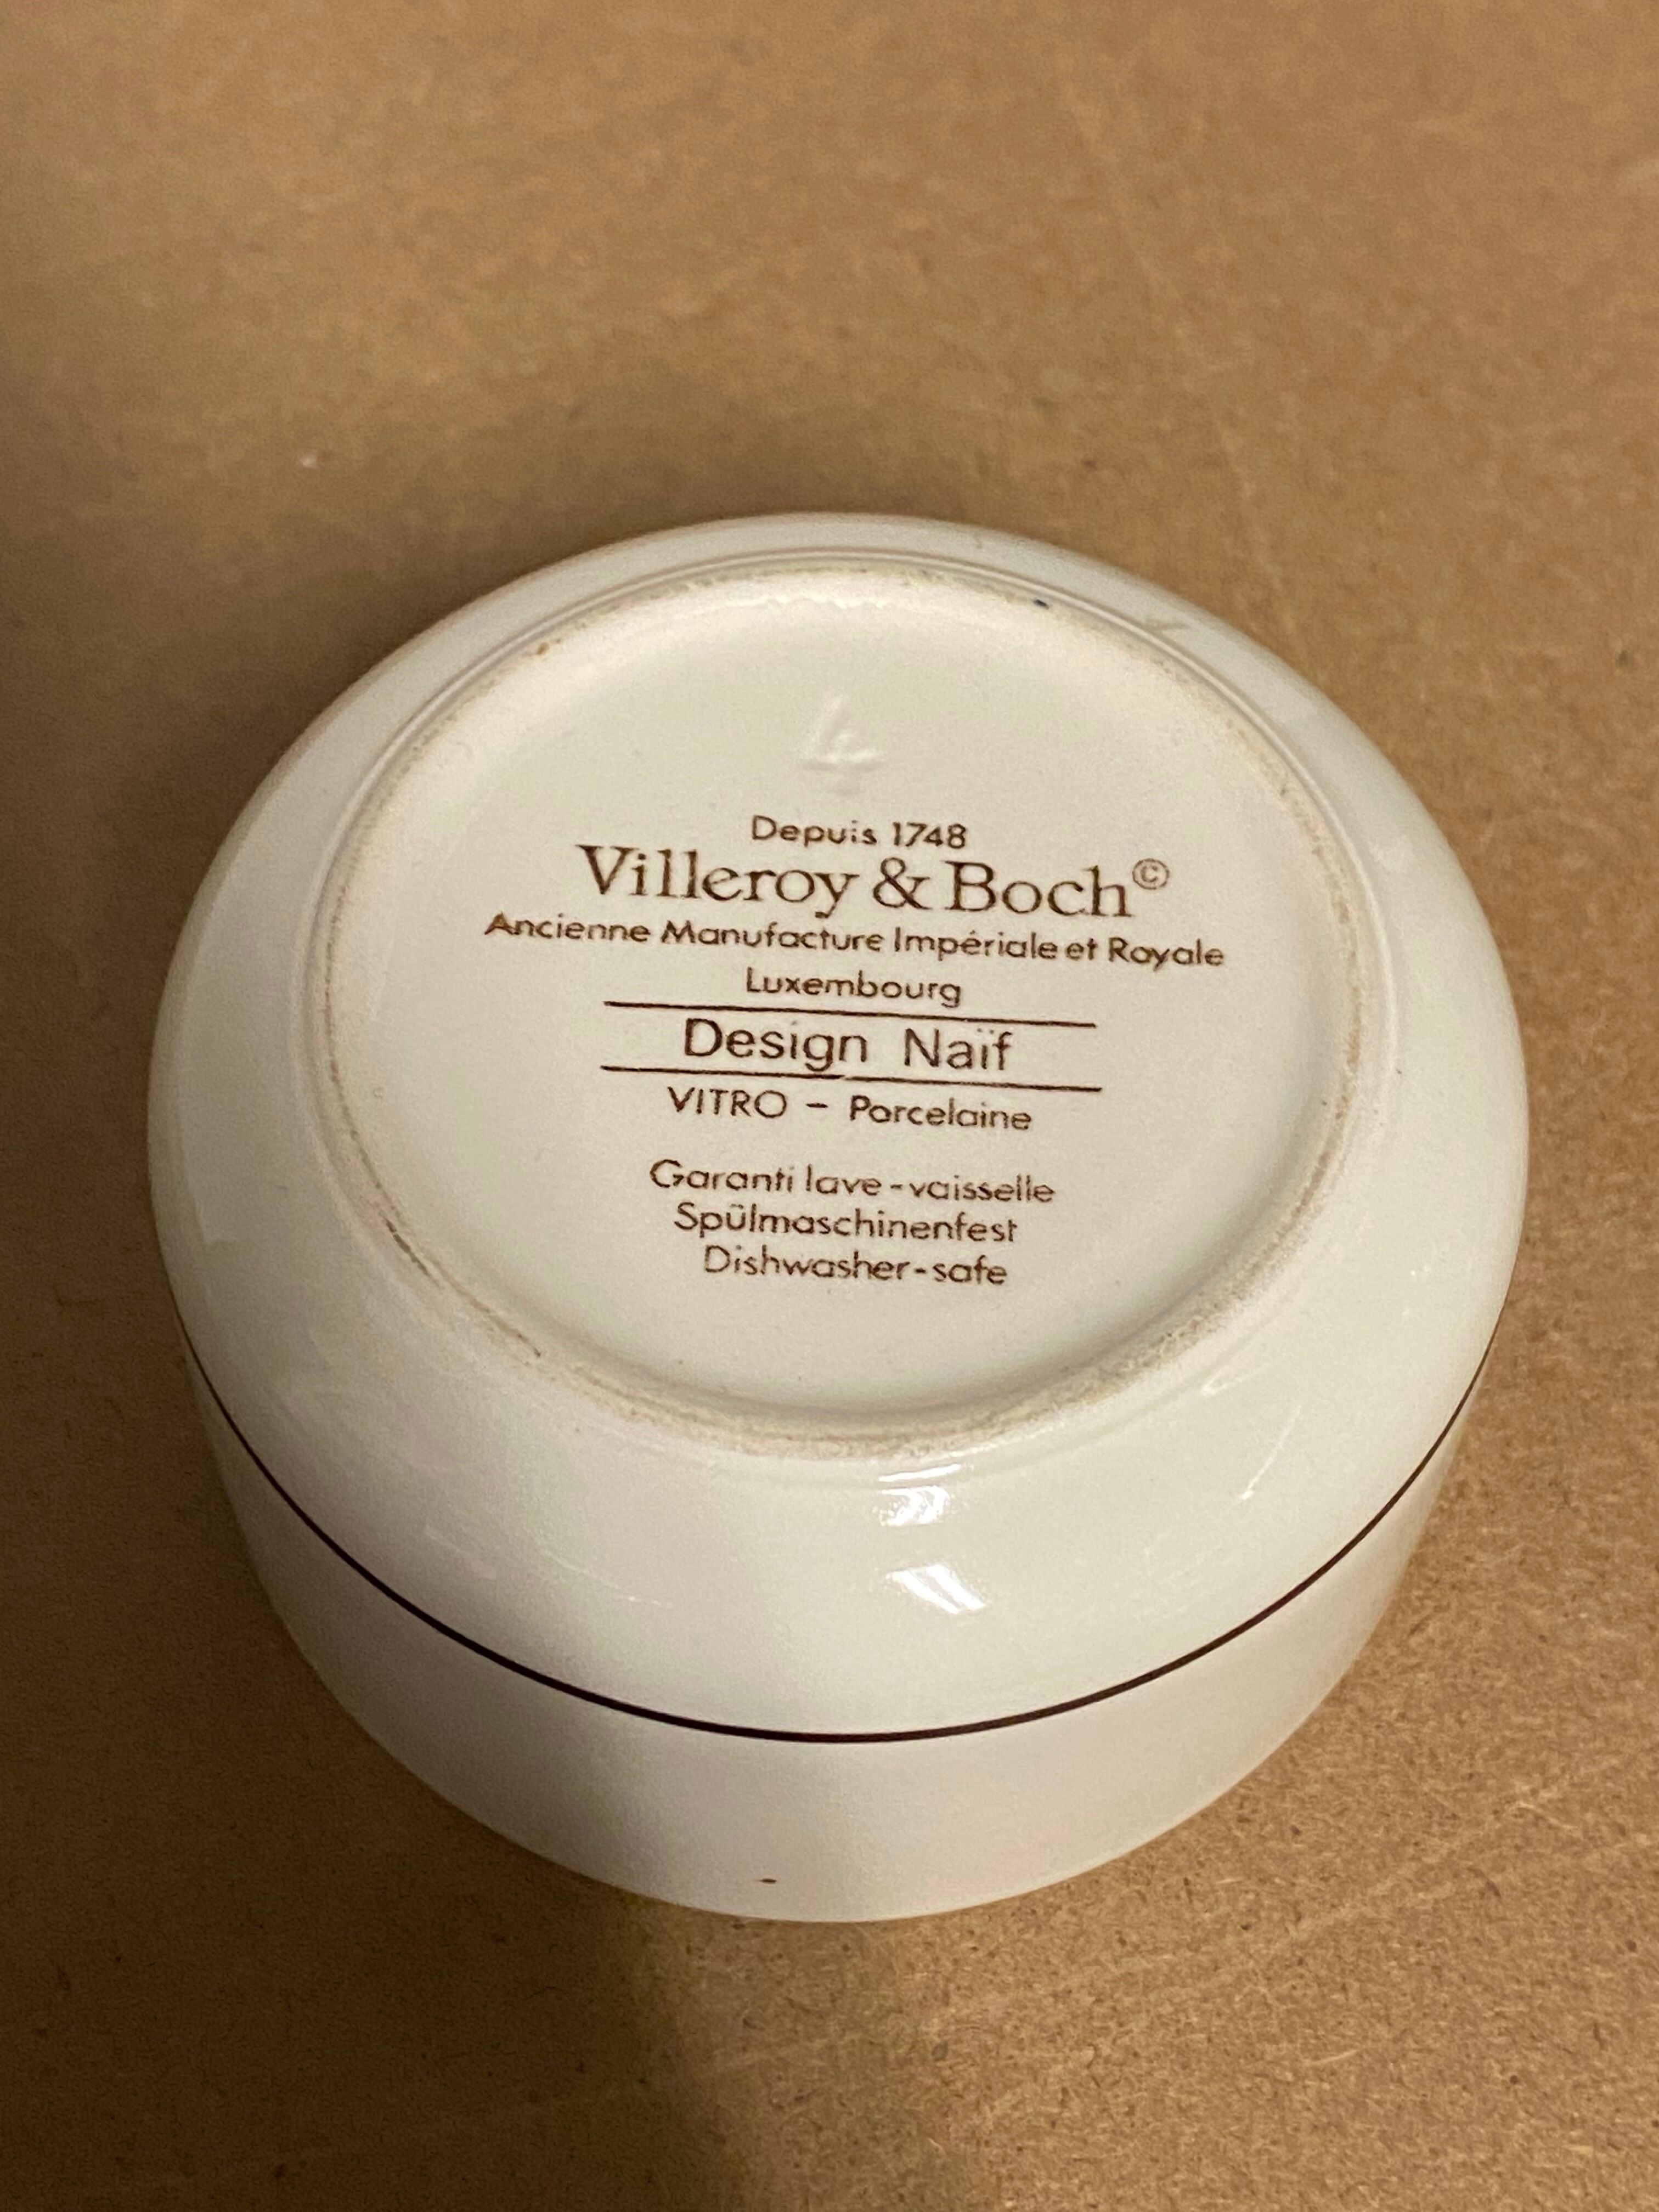 4
Depuis 1748
Villeroy & Boch©
Ancienne Manufacture Impériale et Royale
Luxembourg
Design Naïf
VITRO - Porcelaine
Garanti lave-vaisselle
Spülmaschinenfest
Dishwasher-safe